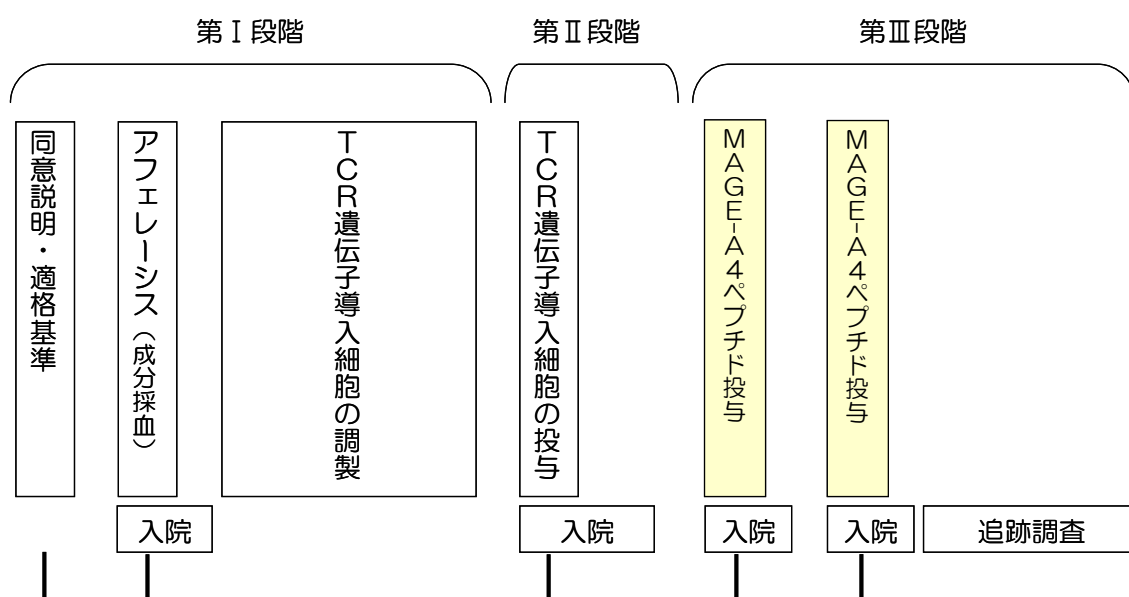 第Ⅰ段階
第Ⅱ段階
第Ⅲ段階
同意説明・適格基準
アフェレーシス（成分採血）
TCR遺伝子導入細胞の調製
TCR遺伝子導入細胞の投与
MAGE-A4ペプチド投与
MAGE-A4ペプチド投与
入院
入院
入院
入院
追跡調査